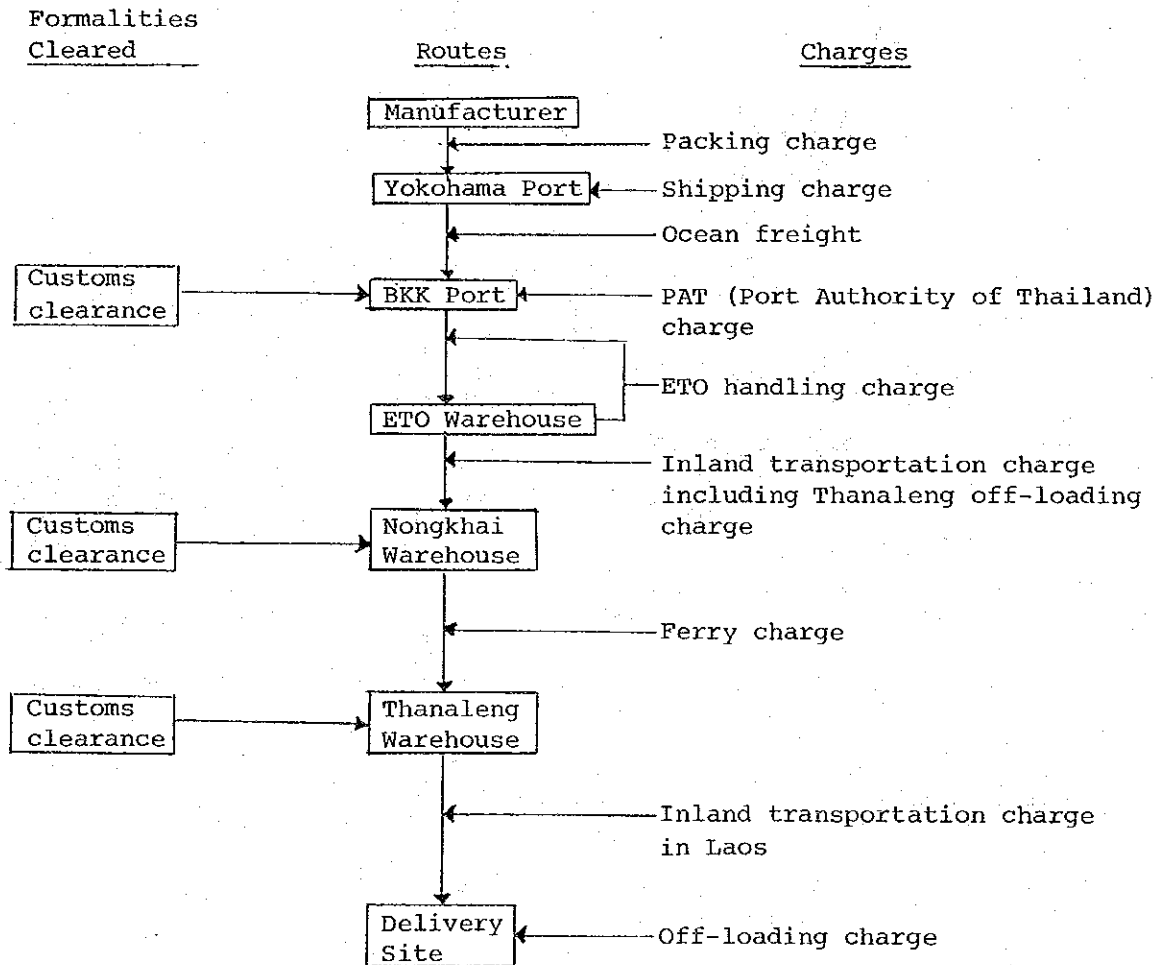 Formalities
Cleared
Routes
Charges
Manufacturer
Packing charge
Yokohama Port
Shipping charge
Ocean freight
Customs
clearance
BKK Port
PAT (Port Authority of Thailand)
charge
ETO handling charge
ETO Warehouse
Inland transportation charge
including Thanaleng off-loading
charge
Customs
clearance
Nongkhai
Warehouse
Ferry charge
Customs
clearance
Thanaleng
Warehouse
Inland transportation charge
in Laos
Delivery
Site
Off-loading charge